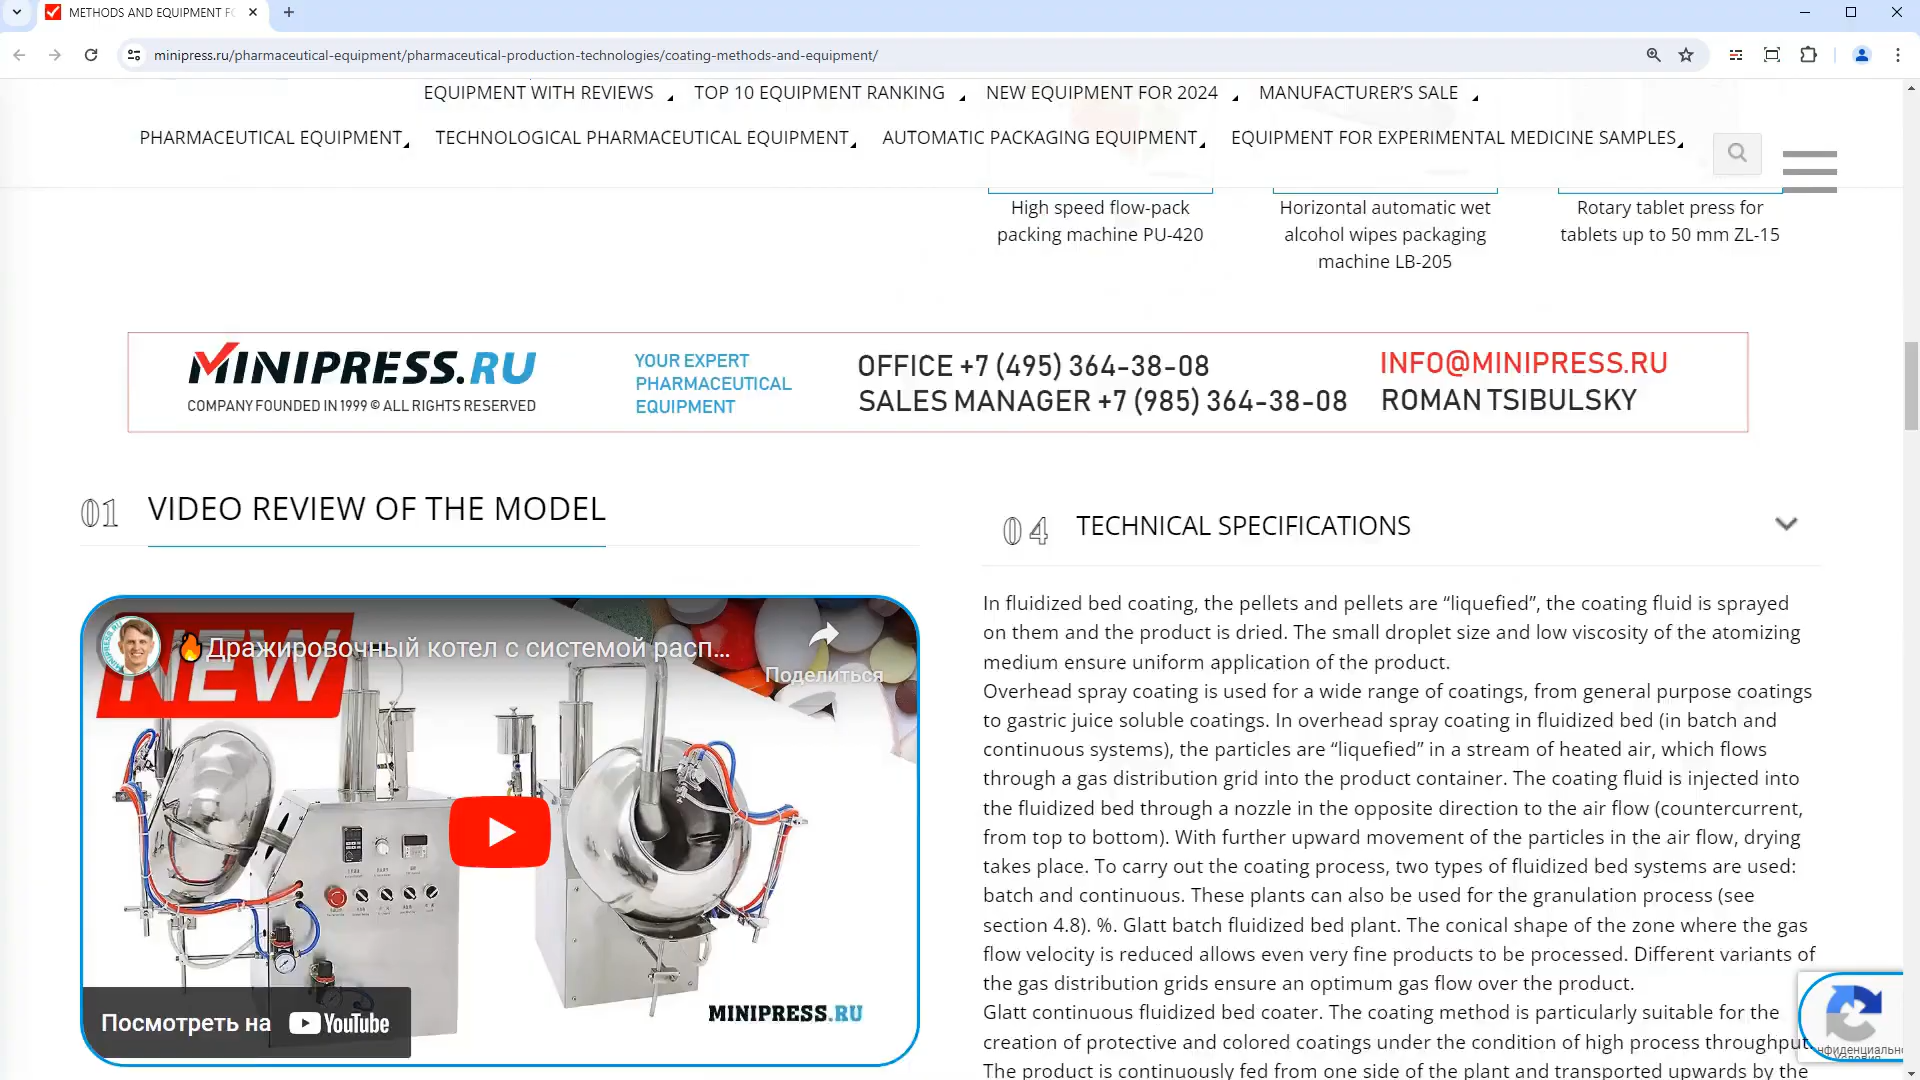 METHODS AND EQUIPMENT FO
minipress.ru/pharmaceutical-equipment/pharmaceutical-production-technologies/coating-methods-and-equipment/
EQUIPMENT WITH REVIEWS TOP 10 EQUIPMENT RANKING NEW EQUIPMENT FOR 2024 MANUFACTURER’S SALE
PHARMACEUTICAL EQUIPMENT TECHNOLOGICAL PHARMACEUTICAL EQUIPMENT AUTOMATIC PACKAGING EQUIPMENT EQUIPMENT FOR EXPERIMENTAL MEDICINE SAMPLES
High speed flow-pack
packing machine PU-420
Horizontal automatic wet
alcohol wipes packaging
machine LB-205
Rotary tablet press for
tablets up to 50 mm ZL-15
MINIPRESS.RU
COMPANY FOUNDED IN 1999 © ALL RIGHTS RESERVED
YOUR EXPERT
PHARMACEUTICAL
EQUIPMENT
OFFICE +7 (495) 364-38-08
SALES MANAGER +7 (985) 364-38-08
INFO@MINIPRESS.RU
ROMAN TSIBULSKY
01 VIDEO REVIEW OF THE MODEL
NEW
Дражировочный котел с системой расп...
Поделиться
MINIPRESS.RU
Посмотреть на YouTube
04 TECHNICAL SPECIFICATIONS
In fluidized bed coating, the pellets and pellets are “liquefied”, the coating fluid is sprayed
on them and the product is dried. The small droplet size and low viscosity of the atomizing
medium ensure uniform application of the product.
Overhead spray coating is used for a wide range of coatings, from general purpose coatings
to gastric juice soluble coatings. In overhead spray coating in fluidized bed (in batch and
continuous systems), the particles are “liquefied” in a stream of heated air, which flows
through a gas distribution grid into the product container. The coating fluid is injected into
the fluidized bed through a nozzle in the opposite direction to the air flow (countercurrent,
from top to bottom). With further upward movement of the particles in the air flow, drying
takes place. To carry out the coating process, two types of fluidized bed systems are used:
batch and continuous. These plants can also be used for the granulation process (see
section 4.8). %. Glatt batch fluidized bed plant. The conical shape of the zone where the gas
flow velocity is reduced allows even very fine products to be processed. Different variants of
the gas distribution grids ensure an optimum gas flow over the product.
Glatt continuous fluidized bed coater. The coating method is particularly suitable for the
creation of protective and colored coatings under the condition of high process throughput.
The product is continuously fed from one side of the plant and transported upwards by the